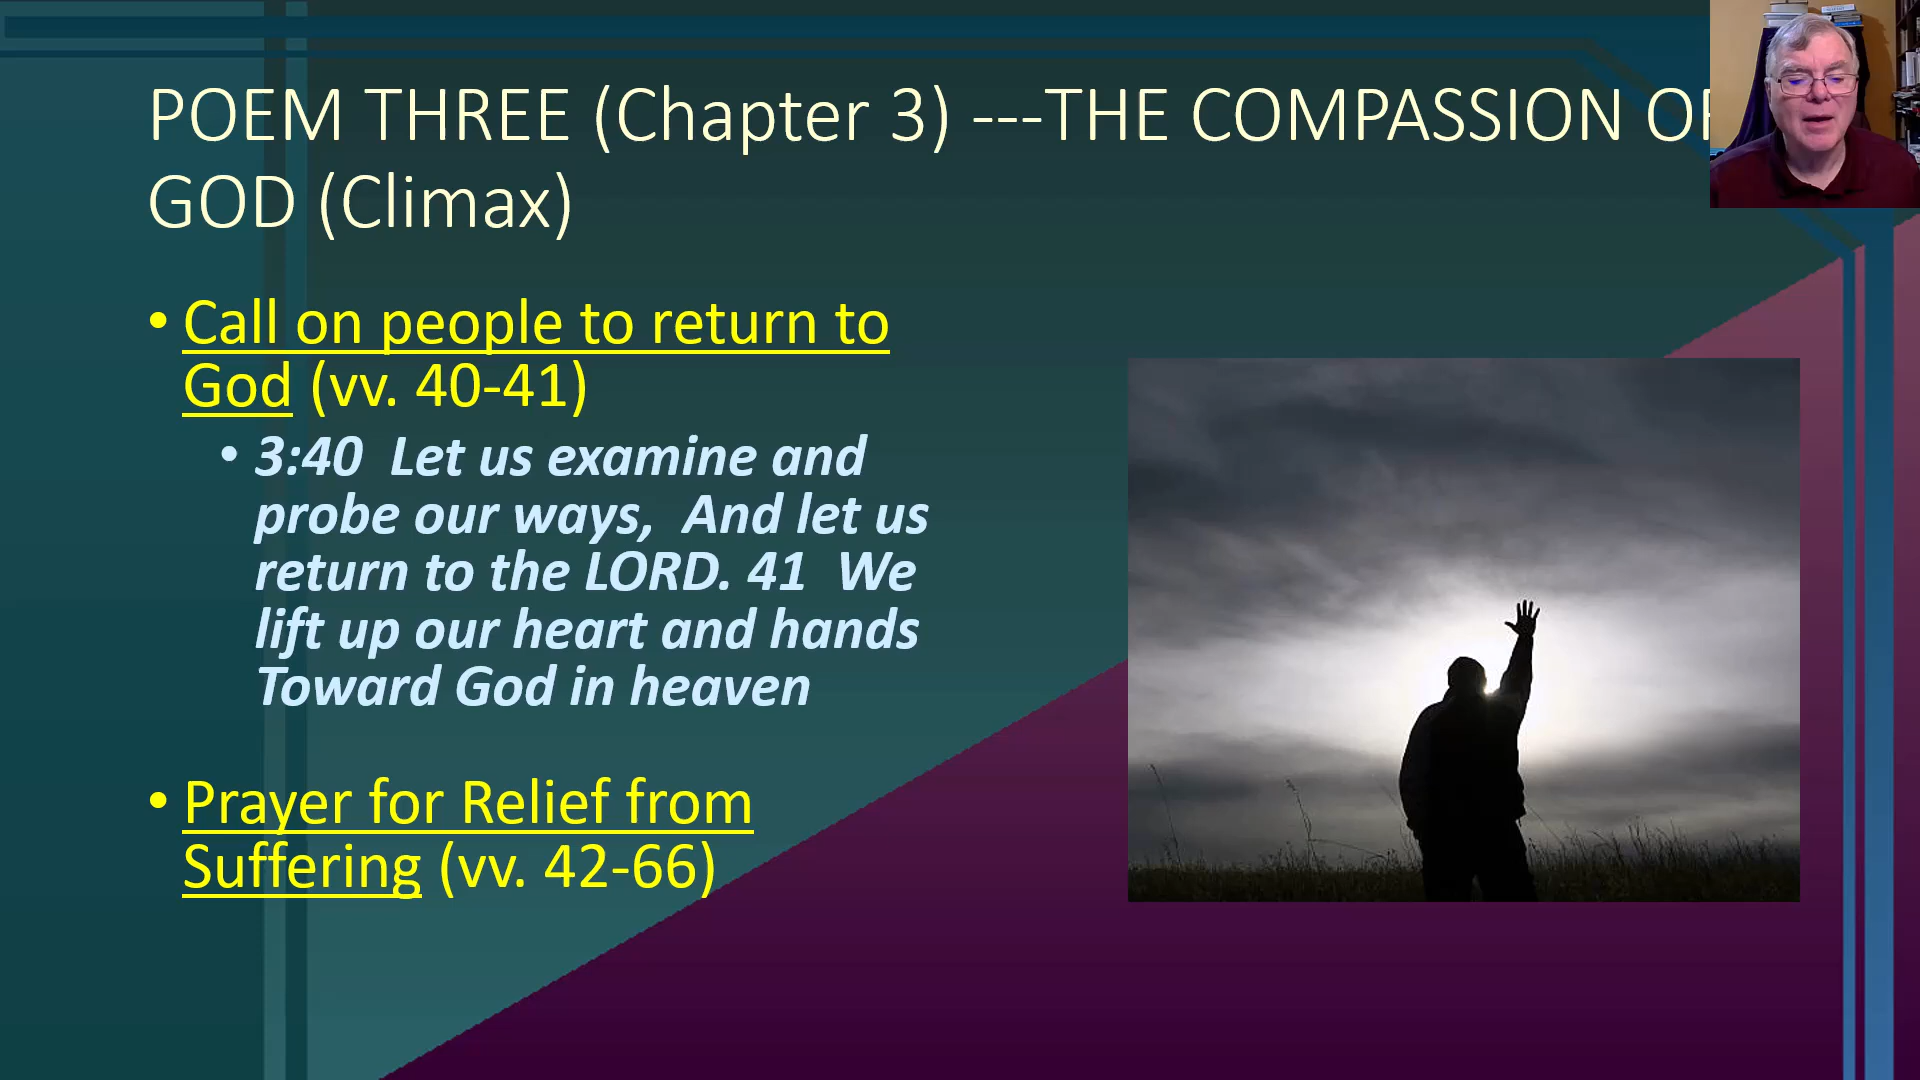 POEM THREE (Chapter 3) ---THE COMPASSION OF
GOD (Climax)
• Call on people to return to
God (vv. 40-41)
• 3:40  Let us examine and
probe our ways,  And let us
return to the LORD. 41  We
lift up our heart and hands
Toward God in heaven
• Prayer for Relief from
Suffering (vv. 42-66)